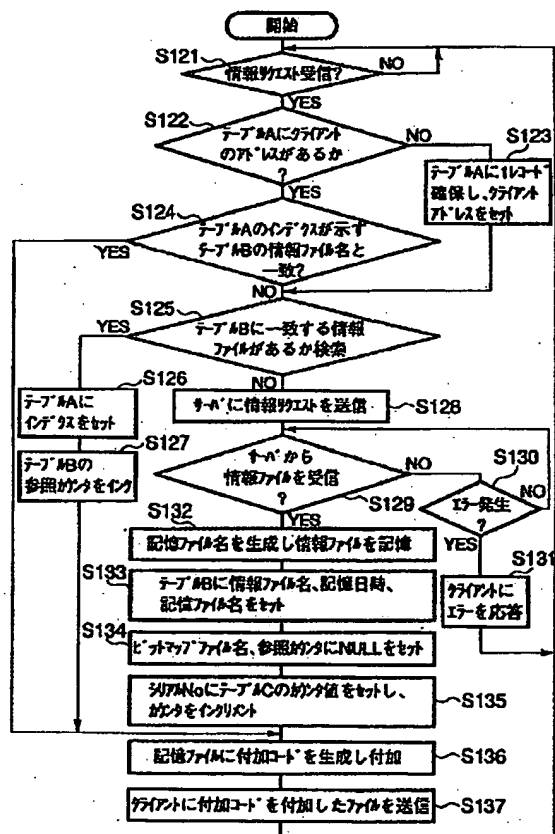 開始
S121
情報ﾘｸｴｽﾄ受信?
NO
YES
S122
ﾃｰﾌﾞﾙAにｸﾗｲｱﾝﾄ
のｱﾄﾞﾚｽがあるか
?
NO
S123
ﾃｰﾌﾞﾙAに1ﾚｺｰﾄﾞ
確保し、ｸﾗｲｱﾝﾄ
ｱﾄﾞﾚｽをｾｯﾄ
YES
S124
ﾃｰﾌﾞﾙAのｲﾝﾃﾞｸｽが示す
ﾃｰﾌﾞﾙBの情報ﾌｧｲﾙ名と
一致?
YES
NO
S125
YES
ﾃｰﾌﾞﾙBに一致する情報
ﾌｧｲﾙがあるか検索
NO
S126
ﾃｰﾌﾞﾙAに
ｲﾝﾃﾞｸｽをｾｯﾄ
S128
ｻｰﾊﾞに情報ﾘｸｴｽﾄを送信
S127
ﾃｰﾌﾞﾙBの
参照ｶｳﾝﾀをｲﾝｸ
ｻｰﾊﾞから
情報ﾌｧｲﾙを受信
?
NO
S129
S130
ｴﾗｰ発生
?
NO
YES
S131
ｸﾗｲｱﾝﾄに
ｴﾗｰを応答
YES
S132
記憶ﾌｧｲﾙ名を生成し情報ﾌｧｲﾙを記憶
S133
ﾃｰﾌﾞﾙBに情報ﾌｧｲﾙ名、記憶日時、
記憶ﾌｧｲﾙ名をｾｯﾄ
S134
ﾋﾞｯﾄﾏｯﾌﾟﾌｧｲﾙ名、参照ｶｳﾝﾀにNULLをｾｯﾄ
ｼﾘｱﾙNoにﾃｰﾌﾞﾙCのｶｳﾝﾀ値をｾｯﾄし、
ｶｳﾝﾀをｲﾝｸﾘﾒﾝﾄ
S135
記憶ﾌｧｲﾙに付加ｺｰﾄﾞを生成し付加
S136
ｸﾗｲｱﾝﾄに付加ｺｰﾄﾞを付加したﾌｧｲﾙを送信
S137